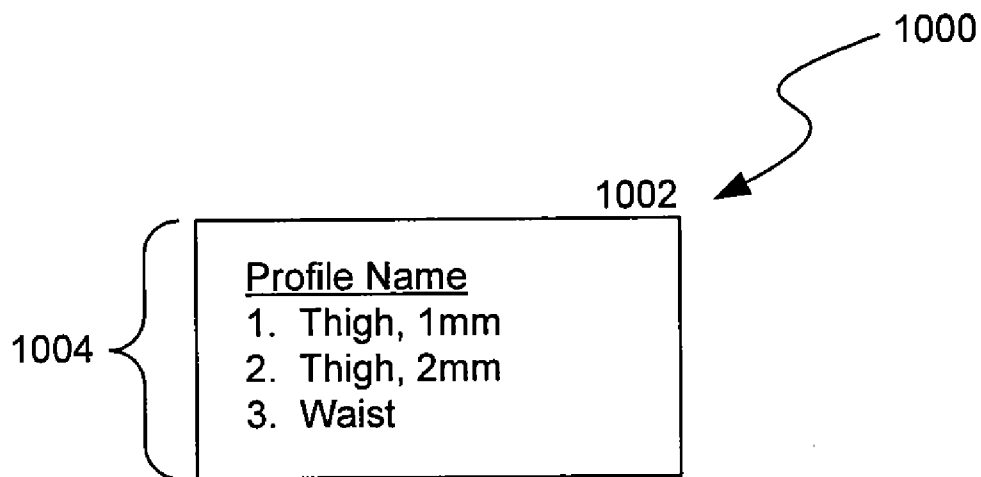 1000
1002
Profile Name
1. Thigh, 1mm
1004
2. Thigh, 2mm
3. Waist